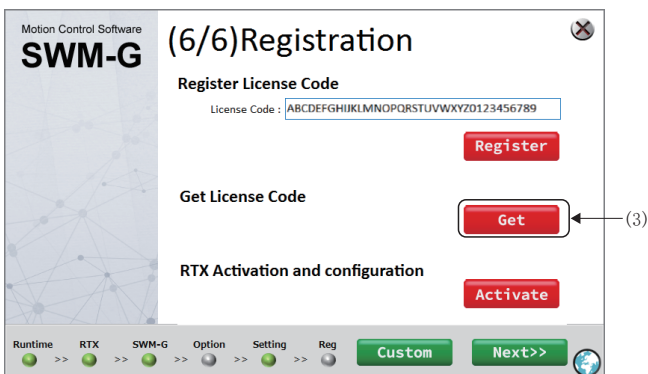 Motion Control Software
SWM-G
(6/6)Registration
Register License Code
License Code : ABCDEFGHIJKLMNOPQRSTUVWXYZ0123456789
Register
Get License Code
Get
(3)
RTX Activation and configuration
Activate
Runtime RTX SWM-G Option Setting Reg
>> >> >> >> >>
Custom
Next>>